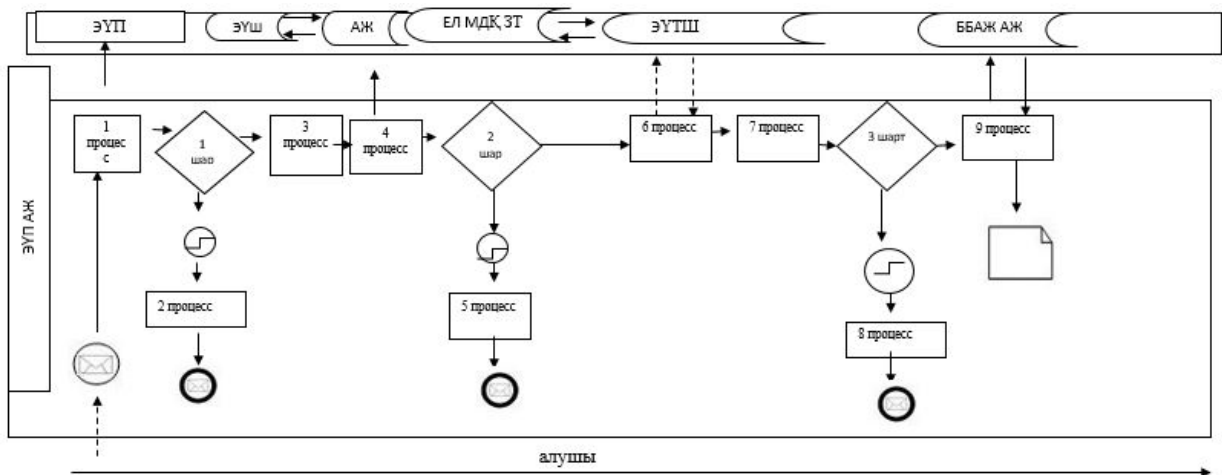 ЭҮП
ЭҮШ
АЖ
ЕЛ МДҚ ЗТ
ЭҮТШ
ББАЖ АЖ
ЭҮП АЖ
1
процес
с
1
шар
3
процесс
4
процесс
2
шар
6 процесс
7 процесс
3 шарт
9 процесс
2 процесс
5 процесс
8 процесс
алушы